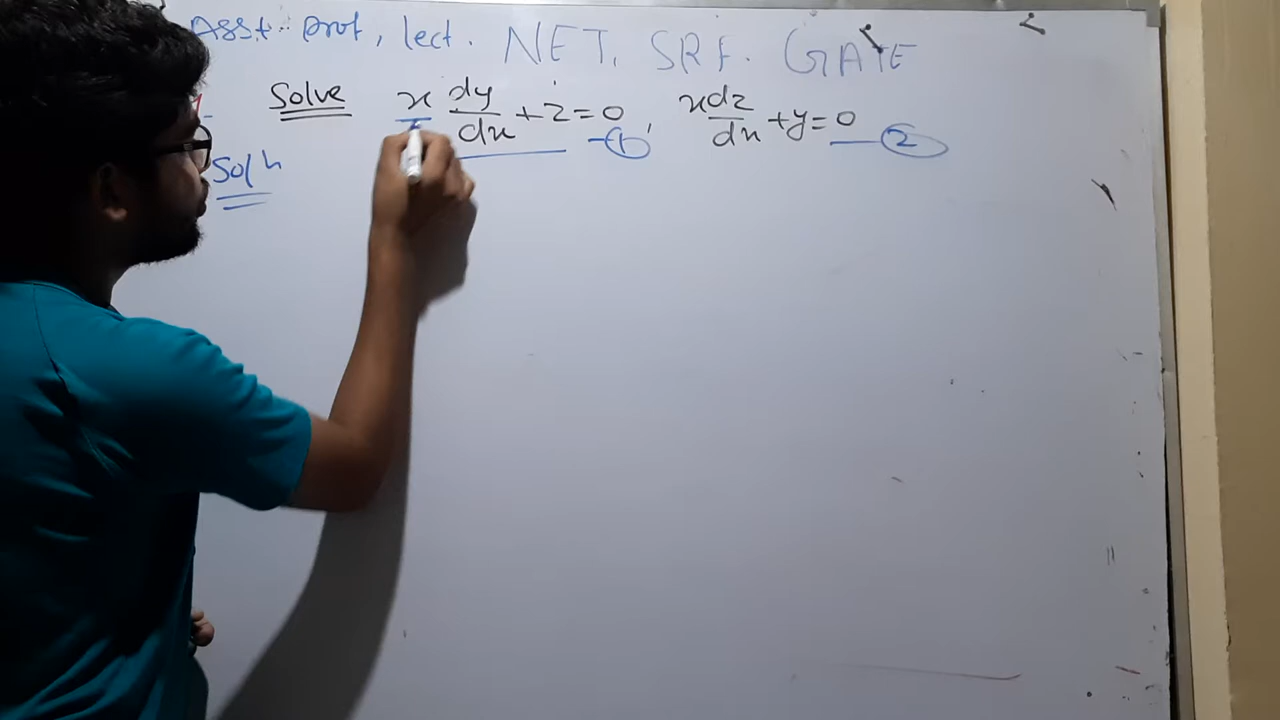 Asst. prof, lect. NET, SRF. GATE
Solve x dy/dx + z = 0 —①, x dz/dx + y = 0 —②
Solⁿ